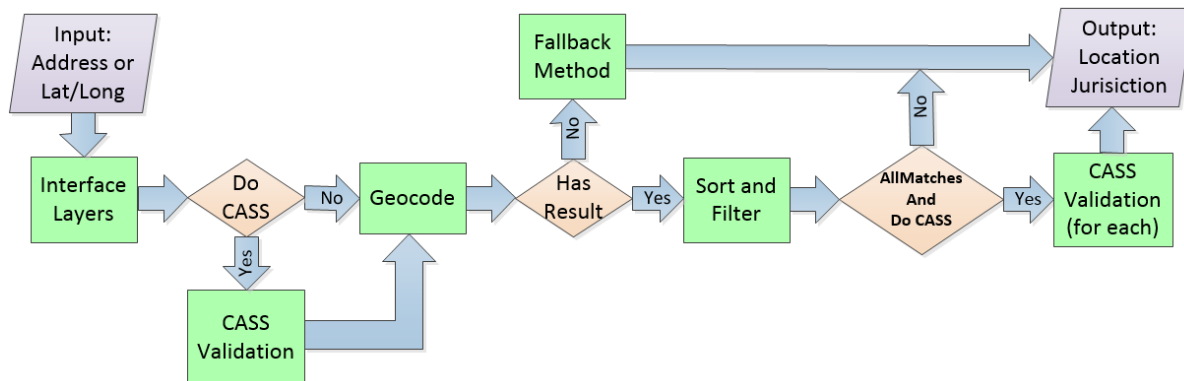 Input:
Address or
Lat/Long
Interface
Layers
Do
CASS
No
Yes
CASS
Validation
Geocode
Has
Result
No
Fallback
Method
Yes
Sort and
Filter
AllMatches
And
Do CASS
No
Yes
CASS
Validation
(for each)
Output:
Location
Jurisiction